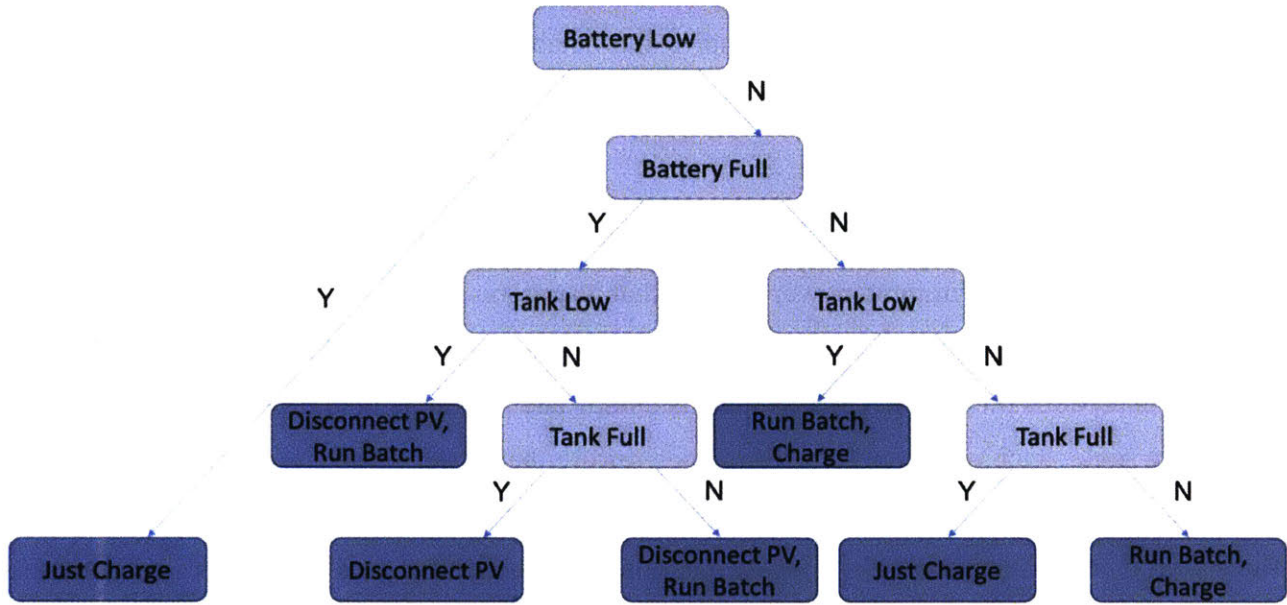 Battery Low
N
Battery Full
Y
N
Y
Tank Low
Tank Low
Y
N
Y
N
Disconnect PV,
Run Batch
Tank Full
Run Batch,
Charge
Tank Full
Y
N
Y
N
Just Charge
Disconnect PV
Disconnect PV,
Run Batch
Just Charge
Run Batch,
Charge